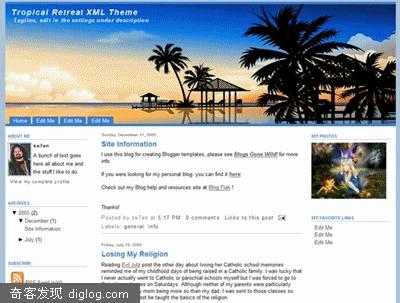 Tropical Retreat XML Theme
Tagline, edit in the settings under description
Home Edit Me Edit Me Edit Me
ABOUT ME
se7en
A bunch of text goes here all about me and the stuff I like to do.
View my complete profile
ARCHIVES
▼ 2005 (2)
▼ December (1)
Site Information
► July (1)
SUBSCRIBE
Sunday, December 11, 2005
Site Information
I use this blog for creating Blogger templates, please see Blogs Gone Wild! for more info.
If you were looking for my personal blog, you can find it here
Check out my Blog help and resources site at Blog Flak !
Thanks!
Posted by se7en at 5:17 PM 0 comments Links to this post
Labels: general info
Friday, July 15, 2005
Losing My Religion
Reading Evil Jutz post the other day about losing her Catholic school memories
reminded me of my childhood days of being raised in a Catholic family. I was lucky that
I never actually went to Catholic or parochial schools myself but I was forced to go to
on Saturdays. Although neither of my parents were particularly
my mom being more so than my dad. I was sent to those classes so
least be taught the basics of the religion
MY PHOTOS
MY FAVORITE LINKS
Edit Me
Edit Me
Edit Me
奇客发现 diglog.com